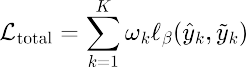 $\mathcal{L}_{\text{total}} = \sum_{k=1}^{K} \omega_k \ell_\beta(\hat{y}_k, \tilde{y}_k)$